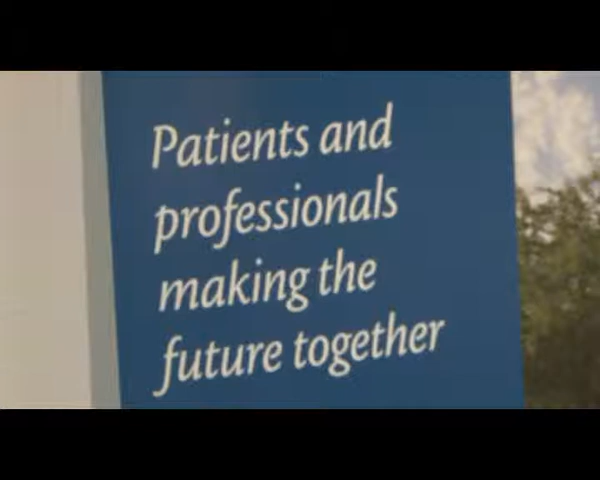 Patients and
professionals
making the
future together